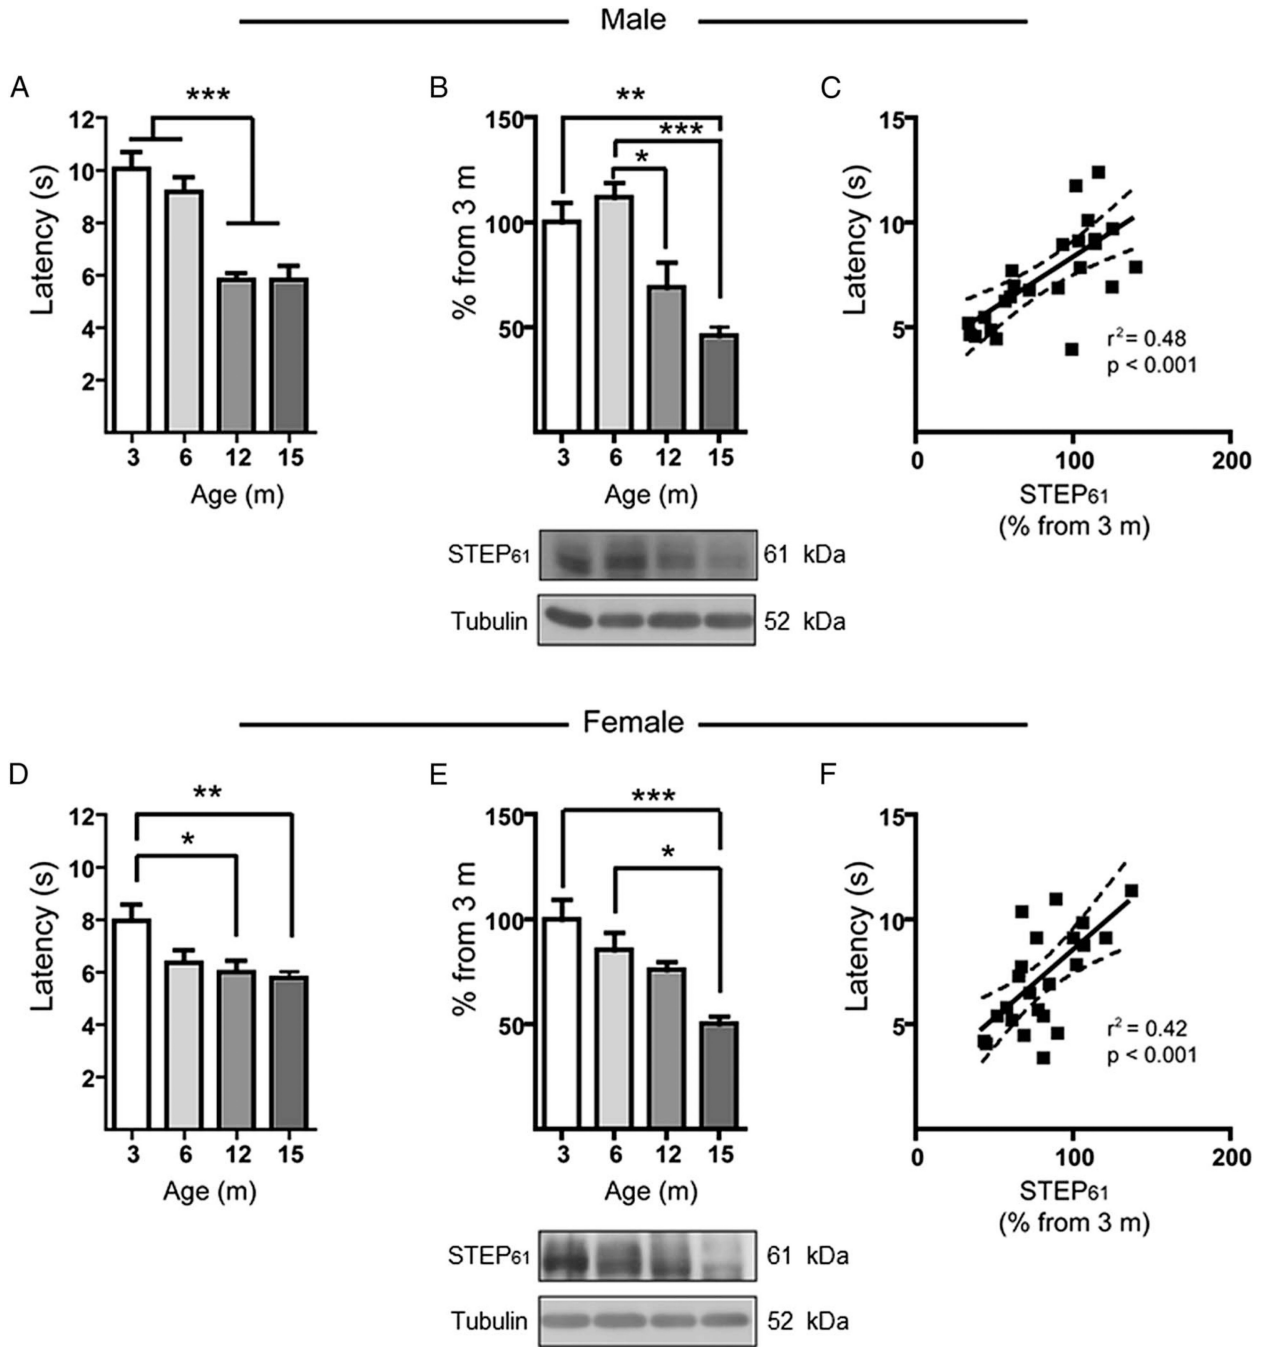 Male
A
***
12
10
8
6
4
2
Latency (s)
3 6 12 15
Age (m)
B
**
***
*
150
100
50
% from 3 m
3 6 12 15
Age (m)
STEP61 61 kDa
Tubulin 52 kDa
C
15
10
5
Latency (s)
r²= 0.48
p < 0.001
0 100 200
STEP61
(% from 3 m)
Female
D
**
*
12
10
8
6
4
2
Latency (s)
3 6 12 15
Age (m)
E
***
*
150
100
50
% from 3 m
3 6 12 15
Age (m)
STEP61 61 kDa
Tubulin 52 kDa
F
15
10
5
Latency (s)
r²= 0.42
p < 0.001
0 100 200
STEP61
(% from 3 m)